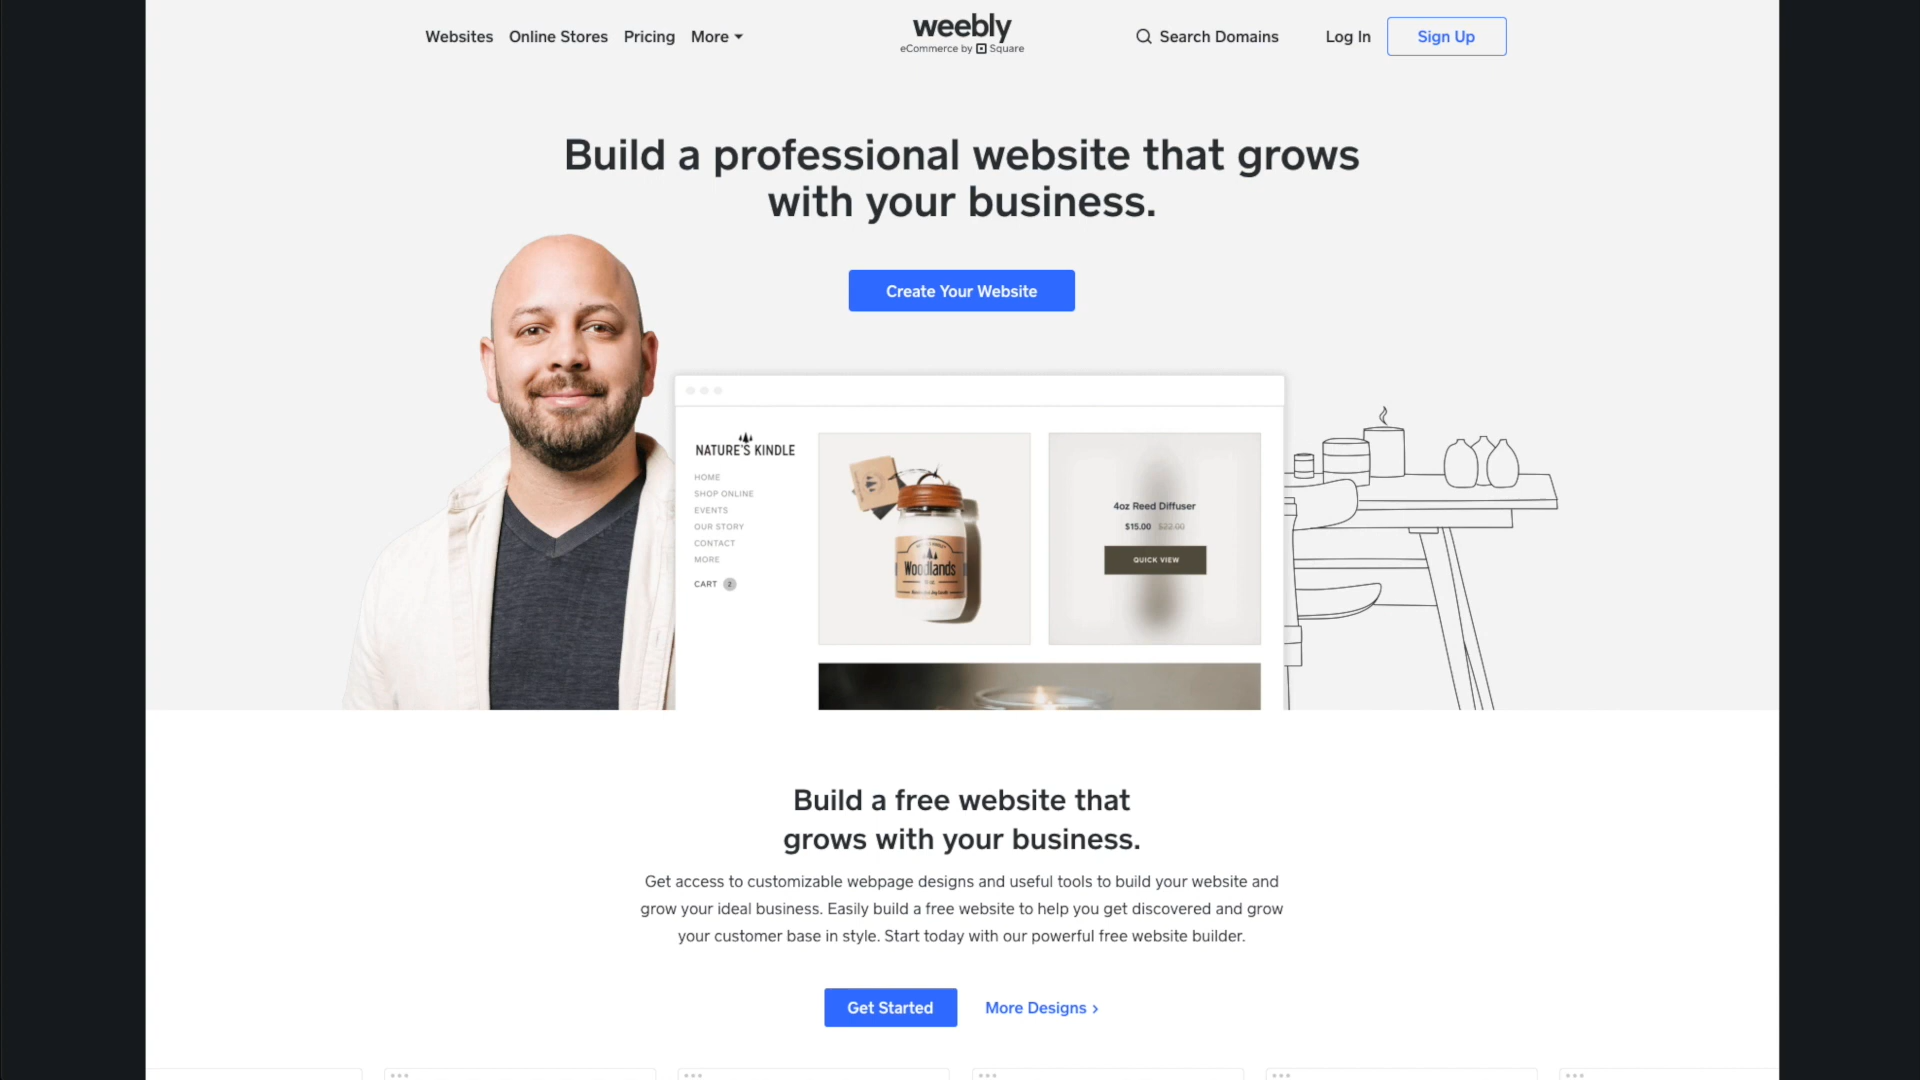 Websites Online Stores Pricing More
weebly
eCommerce by Square
Search Domains
Log In
Sign Up
Build a professional website that grows
with your business.
Create Your Website
NATURE'S KINDLE
HOME
SHOP ONLINE
EVENTS
OUR STORY
CONTACT
MORE
CART 2
Woodlands
4oz Reed Diffuser
$15.00 $22.00
QUICK VIEW
Build a free website that
grows with your business.
Get access to customizable webpage designs and useful tools to build your website and
grow your ideal business. Easily build a free website to help you get discovered and grow
your customer base in style. Start today with our powerful free website builder.
Get Started
More Designs ›